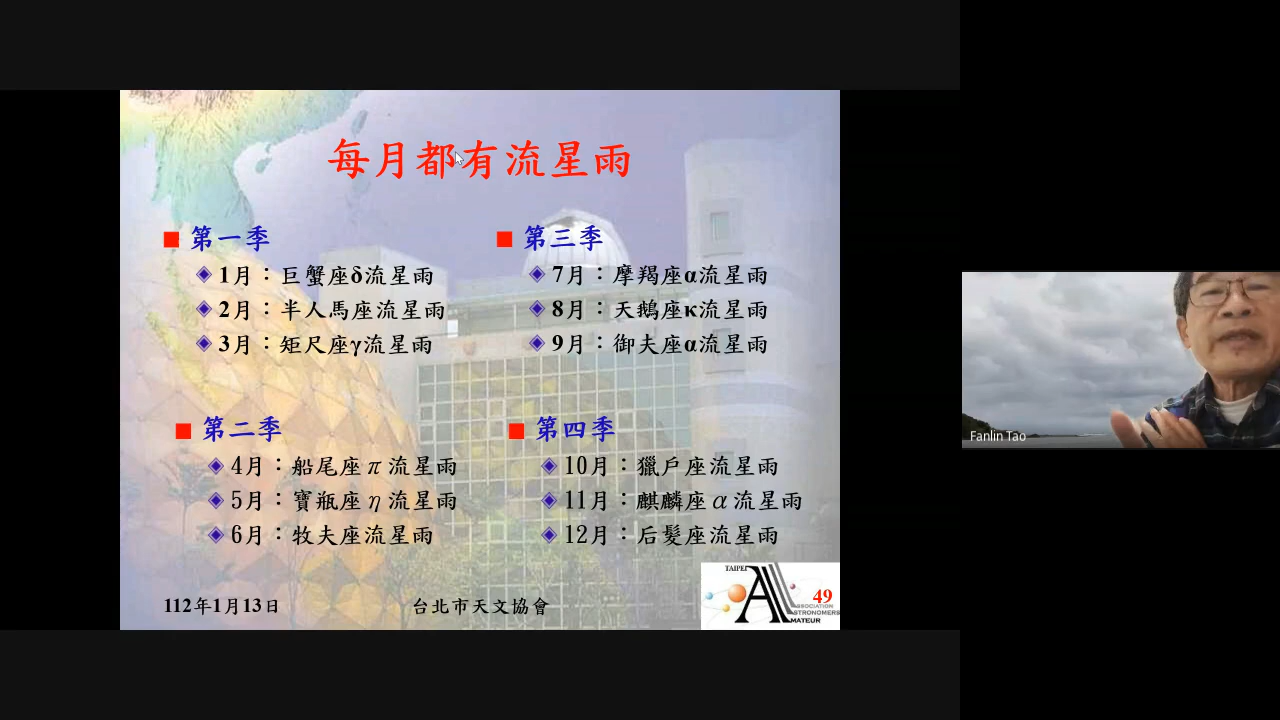 每月都有流星雨
■ 第一季
◈ 1月：巨蟹座δ流星雨
◈ 2月：半人馬座流星雨
◈ 3月：矩尺座γ流星雨
■ 第二季
◈ 4月：船尾座π流星雨
◈ 5月：寶瓶座η流星雨
◈ 6月：牧夫座流星雨
■ 第三季
◈ 7月：摩羯座α流星雨
◈ 8月：天鵝座κ流星雨
◈ 9月：御夫座α流星雨
■ 第四季
◈ 10月：獵戶座流星雨
◈ 11月：麒麟座α流星雨
◈ 12月：后髮座流星雨
112年1月13日
台北市天文協會
TAIPEI
A
SSOCIATION
STRONOMERS
MATEUR
49
Fanlin Tao